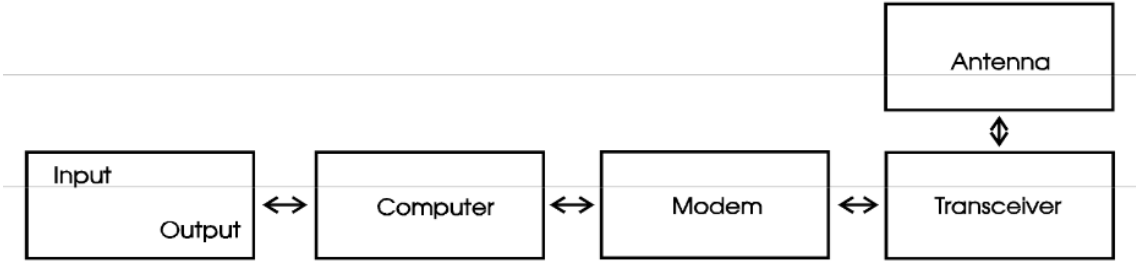 Antenna
Input
Output
Computer
Modem
Transceiver